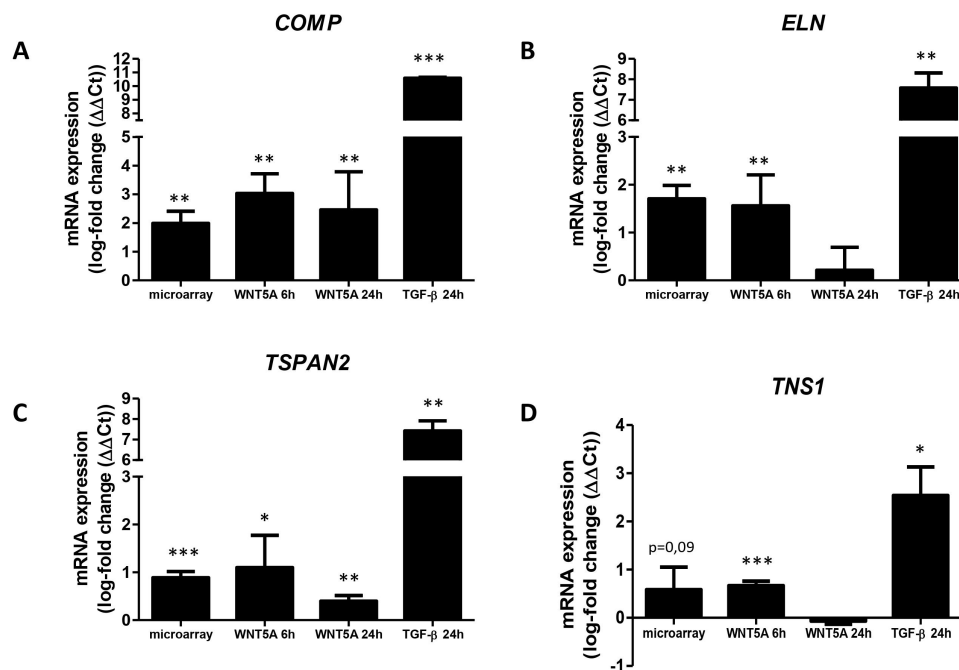 COMP
A
mRNA expression
(log-fold change (ΔΔCt))
12
11
10
9
8
5
4
3
2
1
0
**
**
**
***
microarray WNT5A 6h WNT5A 24h TGF-β 24h
ELN
B
mRNA expression
(log-fold change (ΔΔCt))
9
8
7
6
3
2
1
0
**
**
**
microarray WNT5A 6h WNT5A 24h TGF-β 24h
TSPAN2
C
mRNA expression
(log-fold change (ΔΔCt))
9
8
7
6
3
2
1
0
***
*
**
**
microarray WNT5A 6h WNT5A 24h TGF-β 24h
TNS1
D
mRNA expression
(log-fold change (ΔΔCt))
4
3
2
1
0
-1
p=0,09
***
*
microarray WNT5A 6h WNT5A 24h TGF-β 24h